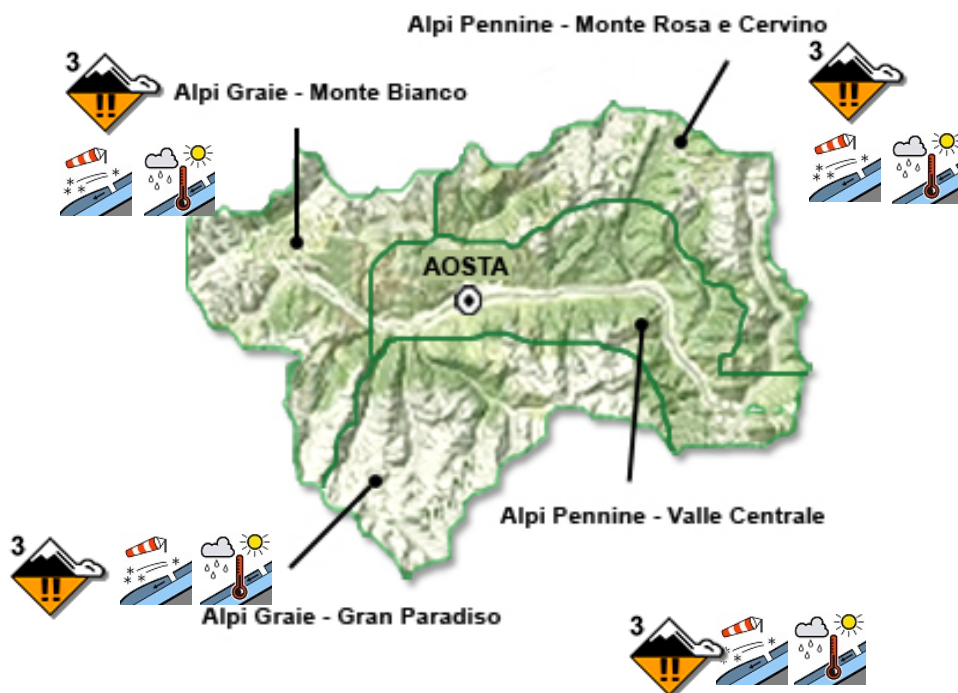 Alpi Pennine - Monte Rosa e Cervino
3
3
Alpi Graie - Monte Bianco
!!
!!
AOSTA
Alpi Pennine - Valle Centrale
3
!!
Alpi Graie - Gran Paradiso
3
!!